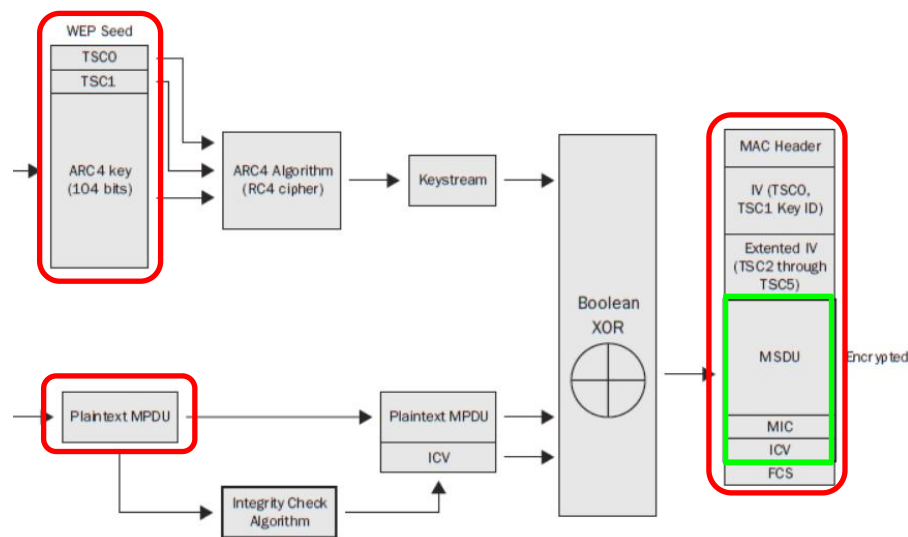 WEP Seed
TSC0
TSC1
ARC4 key
(104 bits)
ARC4 Algorithm
(RC4 cipher)
Keystream
Boolean
XOR
Plaintext MPDU
Plaintext MPDU
ICV
Integrity Check
Algorithm
MAC Header
IV (TSC0,
TSC1 Key ID)
Extented IV
(TSC2 through
TSC5)
MSDU
Encrypted
MIC
ICV
FCS